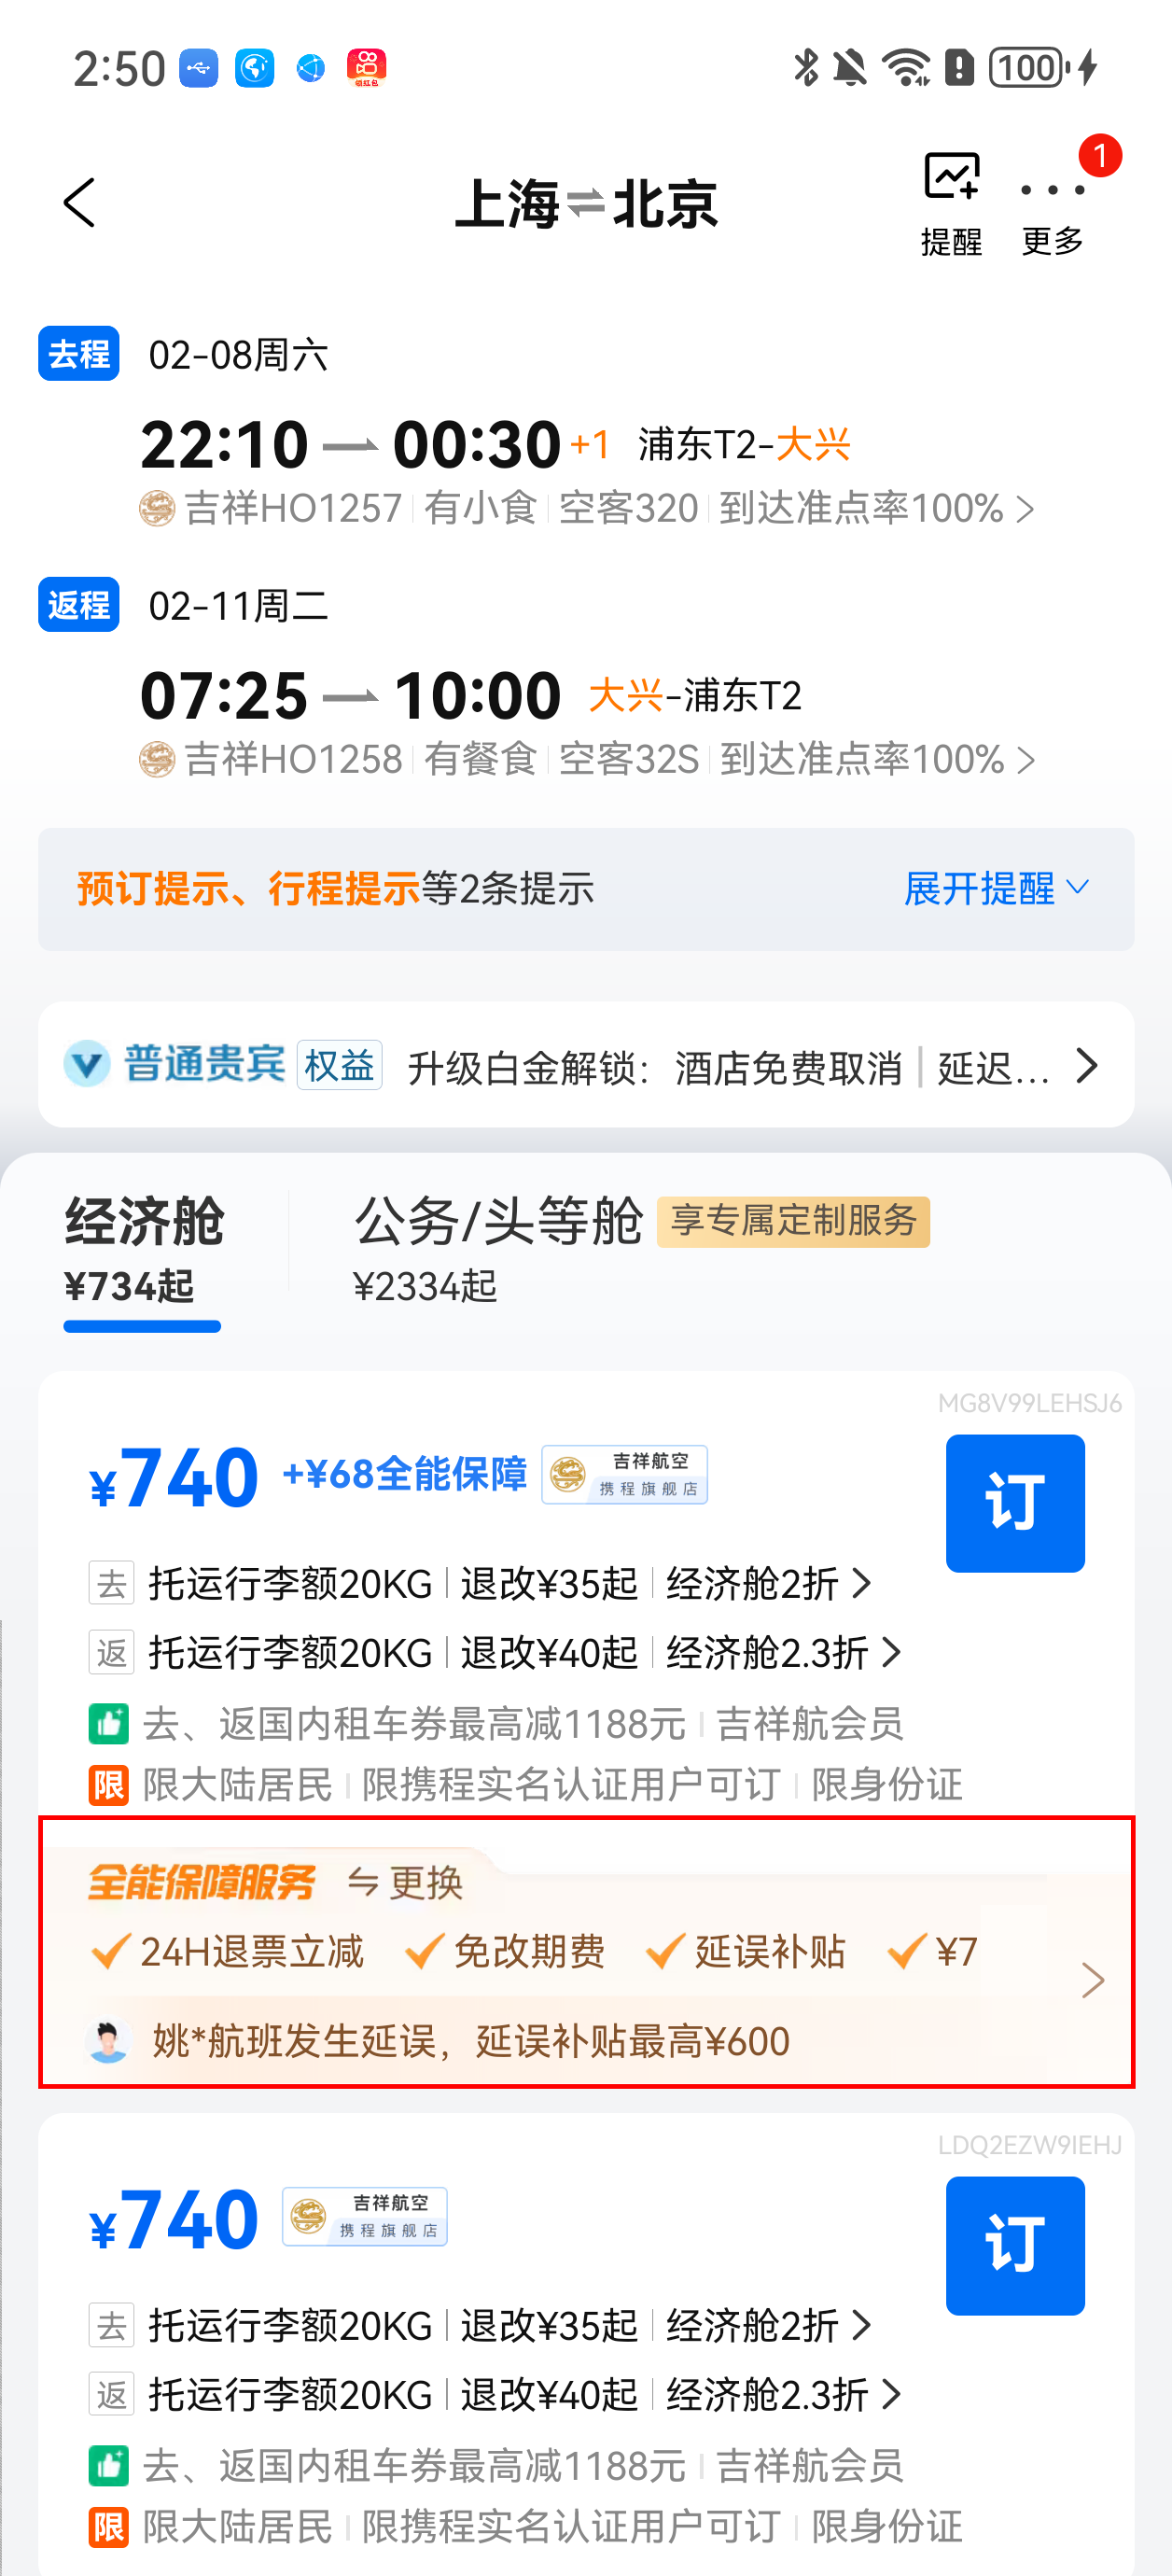 2:50 领红包 100
上海⇌北京
1
提醒 更多
去程 02-08周六
22:10 00:30 +1 浦东T2-大兴
吉祥HO1257 有小食 空客320 到达准点率100% >
返程 02-11周二
07:25 10:00 大兴-浦东T2
吉祥HO1258 有餐食 空客32S 到达准点率100% >
预订提示、行程提示等2条提示 展开提醒
普通贵宾 权益 升级白金解锁：酒店免费取消 | 延迟... >
经济舱 公务/头等舱 享专属定制服务
¥734起 ¥2334起
MG8V99LEHSJ6
¥740 +¥68全能保障 吉祥航空 携程旗舰店 订
去 托运行李额20KG | 退改¥35起 | 经济舱2折 >
返 托运行李额20KG | 退改¥40起 | 经济舱2.3折 >
去、返国内租车券最高减1188元 | 吉祥航会员
限 限大陆居民 | 限携程实名认证用户可订 | 限身份证
全能保障服务 ⇋更换
24H退票立减 免改期费 延误补贴 ¥7 >
姚*航班发生延误，延误补贴最高¥600
LDQ2EZW9IEHJ
¥740 吉祥航空 携程旗舰店 订
去 托运行李额20KG | 退改¥35起 | 经济舱2折 >
返 托运行李额20KG | 退改¥40起 | 经济舱2.3折 >
去、返国内租车券最高减1188元 | 吉祥航会员
限 限大陆居民 | 限携程实名认证用户可订 | 限身份证